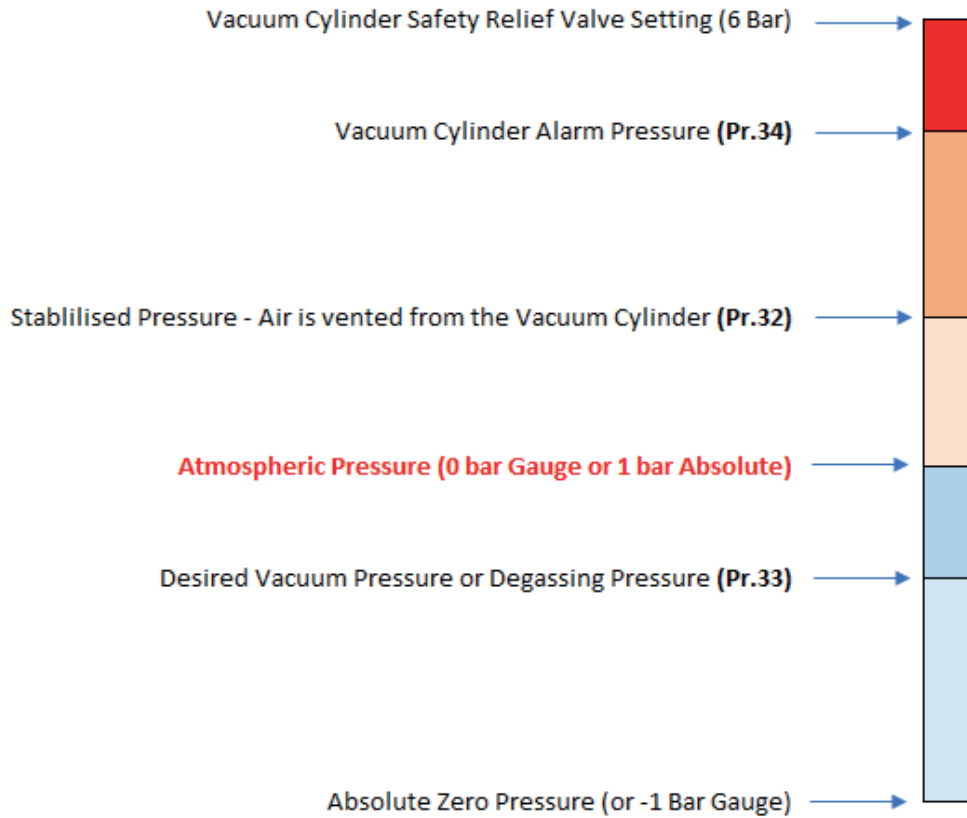 Vacuum Cylinder Safety Relief Valve Setting (6 Bar)
Vacuum Cylinder Alarm Pressure (Pr.34)
Stablilised Pressure - Air is vented from the Vacuum Cylinder (Pr.32)
Atmospheric Pressure (0 bar Gauge or 1 bar Absolute)
Desired Vacuum Pressure or Degassing Pressure (Pr.33)
Absolute Zero Pressure (or -1 Bar Gauge)